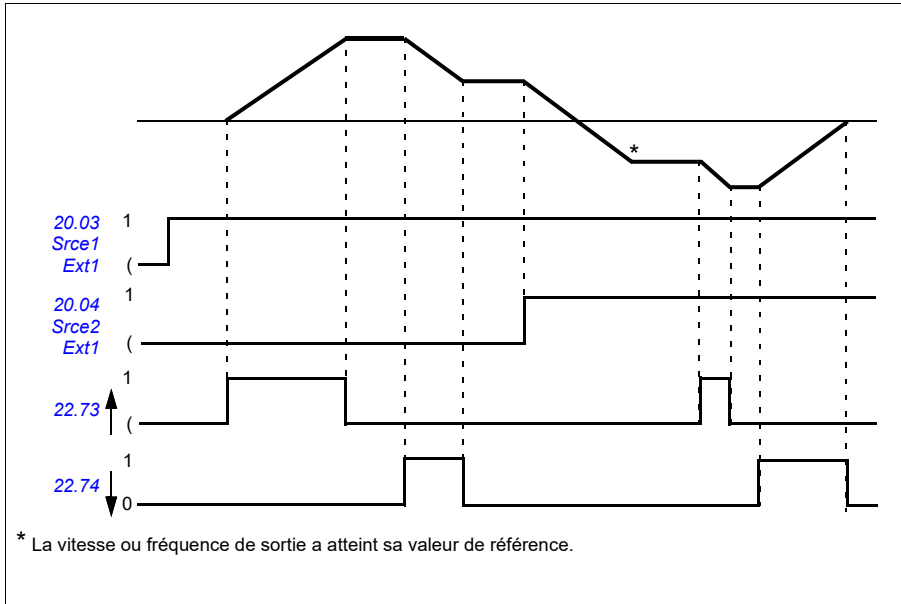 *
20.03 1
Srce1
Ext1 (
20.04 1
Srce2
Ext1 (
1
22.73
(
1
22.74
0
* La vitesse ou fréquence de sortie a atteint sa valeur de référence.